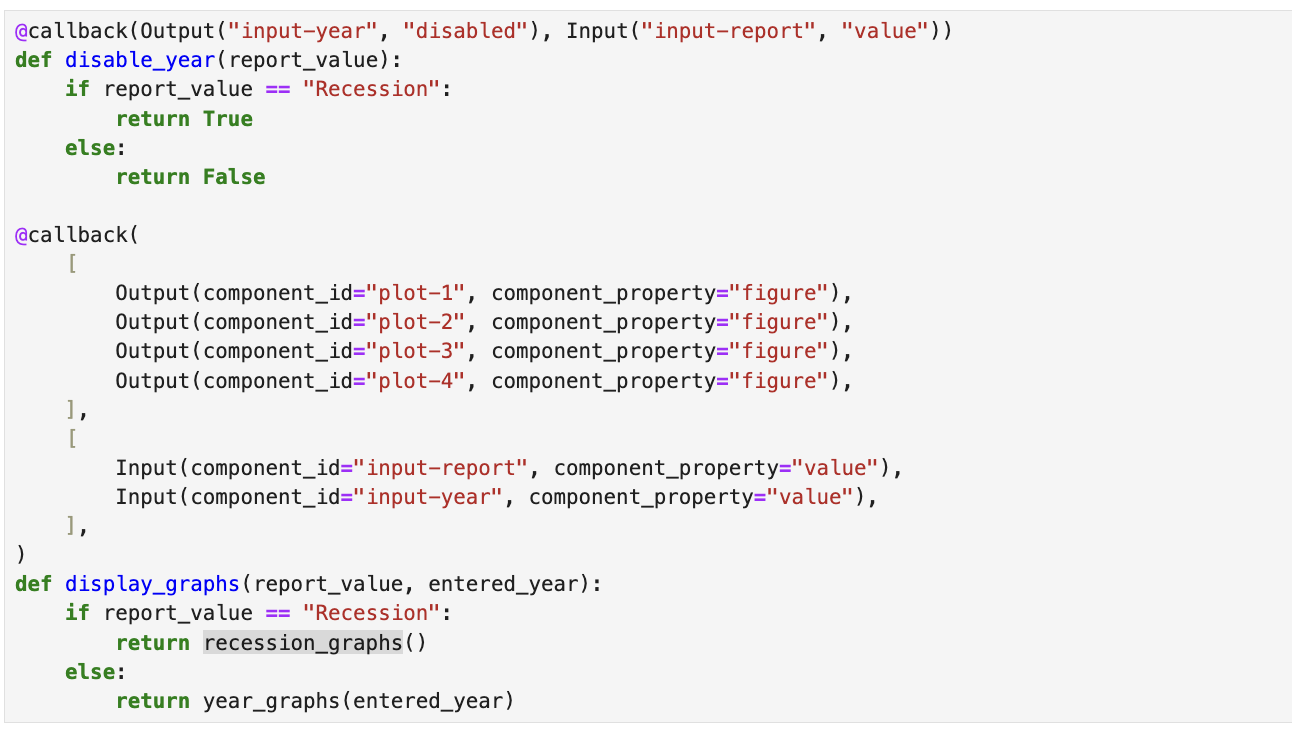 @callback(Output("input-year", "disabled"), Input("input-report", "value"))
def disable_year(report_value):
    if report_value == "Recession":
        return True
    else:
        return False

@callback(
    [
        Output(component_id="plot-1", component_property="figure"),
        Output(component_id="plot-2", component_property="figure"),
        Output(component_id="plot-3", component_property="figure"),
        Output(component_id="plot-4", component_property="figure"),
    ],
    [
        Input(component_id="input-report", component_property="value"),
        Input(component_id="input-year", component_property="value"),
    ],
)
def display_graphs(report_value, entered_year):
    if report_value == "Recession":
        return recession_graphs()
    else:
        return year_graphs(entered_year)